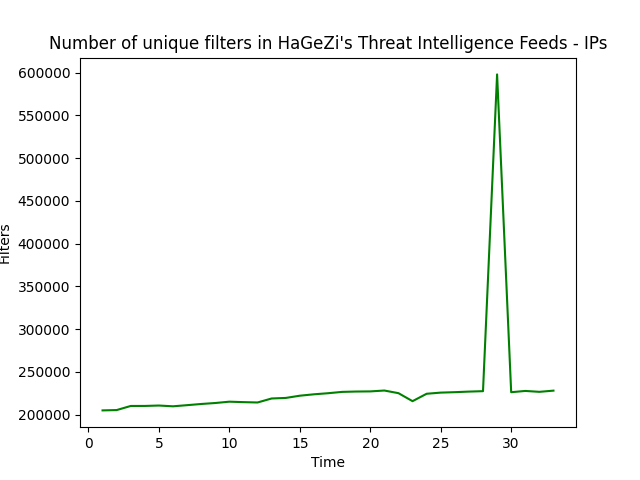 Number of unique filters in HaGeZi's Threat Intelligence Feeds - IPs
600000
550000
500000
450000
400000
350000
300000
250000
200000
Filters
0 5 10 15 20 25 30
Time